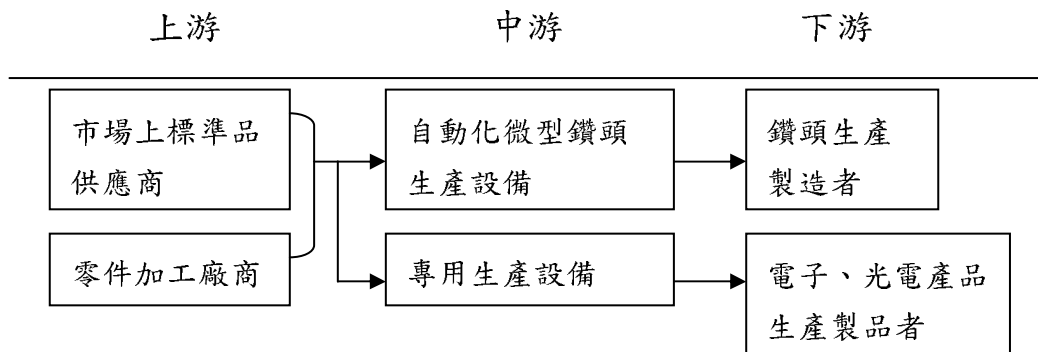 上游 中游 下游
市場上標準品
供應商
自動化微型鑽頭
生產設備
鑽頭生產
製造者
零件加工廠商
專用生產設備
電子、光電產品
生產製品者